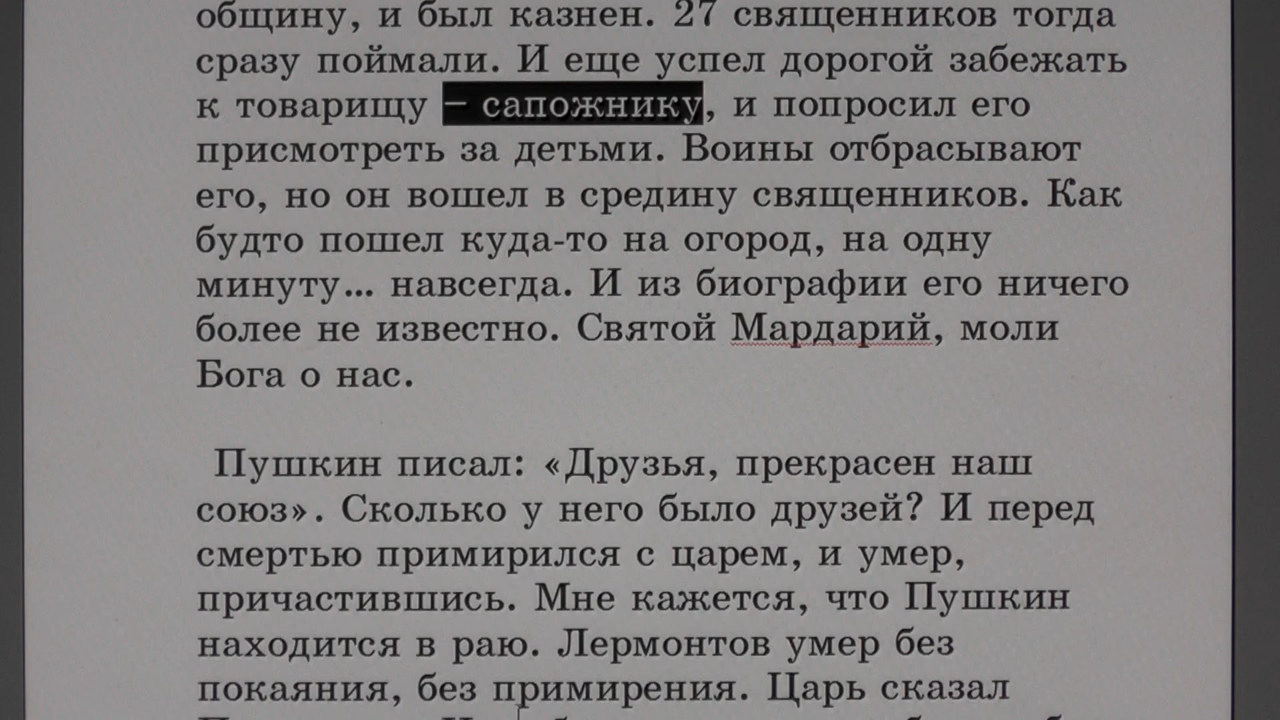 общину, и был казнен. 27 священников тогда
сразу поймали. И еще успел дорогой забежать
к товарищу – сапожнику, и попросил его
присмотреть за детьми. Воины отбрасывают
его, но он вошел в средину священников. Как
будто пошел куда-то на огород, на одну
минуту... навсегда. И из биографии его ничего
более не известно. Святой Мардарий, моли
Бога о нас.
Пушкин писал: «Друзья, прекрасен наш
союз». Сколько у него было друзей? И перед
смертью примирился с царем, и умер,
причастившись. Мне кажется, что Пушкин
находится в раю. Лермонтов умер без
покаяния, без примирения. Царь сказал